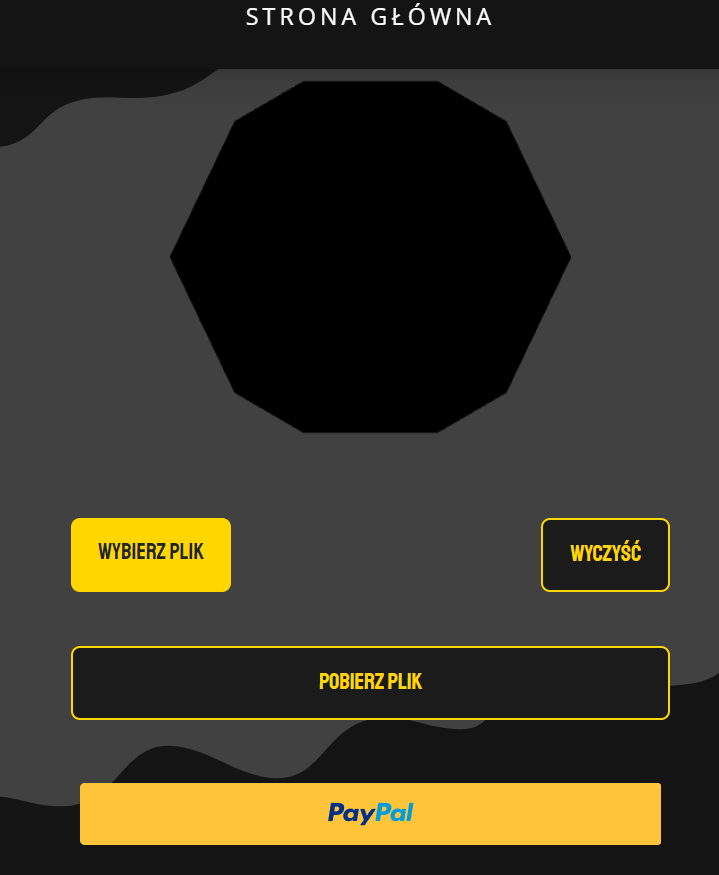 STRONA GŁÓWNA
WYBIERZ PLIK
WYCZYŚĆ
POBIERZ PLIK
PayPal